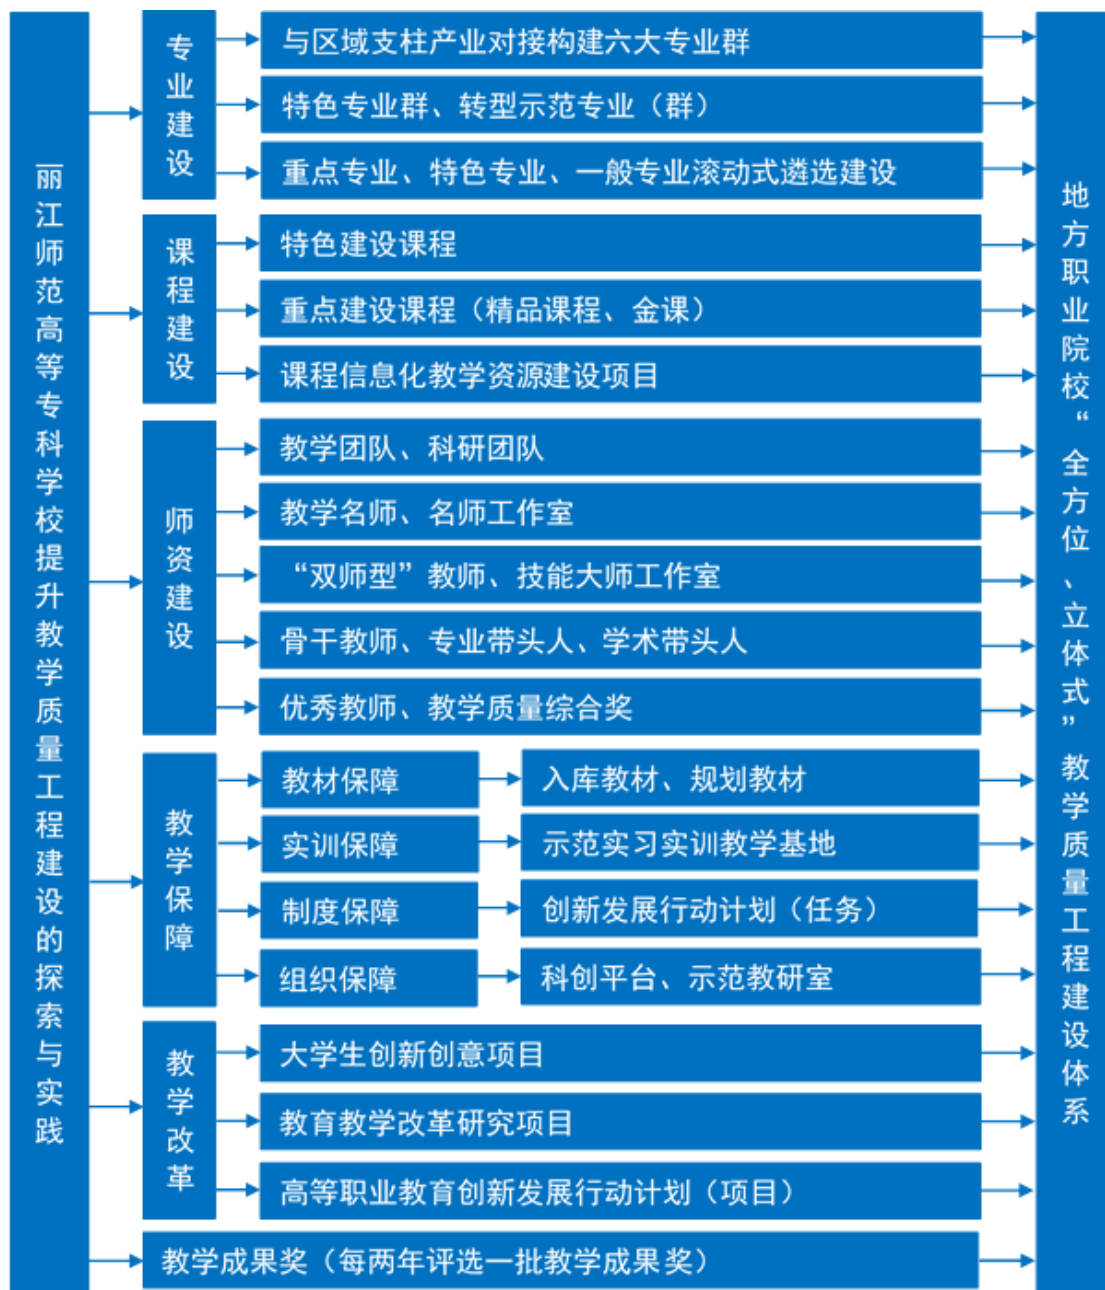 丽江师范高等专科学校提升教学质量工程建设的探索与实践
专业建设
与区域支柱产业对接构建六大专业群
特色专业群、转型示范专业（群）
重点专业、特色专业、一般专业滚动式遴选建设
课程建设
特色建设课程
重点建设课程（精品课程、金课）
课程信息化教学资源建设项目
师资建设
教学团队、科研团队
教学名师、名师工作室
“双师型”教师、技能大师工作室
骨干教师、专业带头人、学术带头人
优秀教师、教学质量综合奖
教学保障
教材保障
入库教材、规划教材
实训保障
示范实习实训教学基地
制度保障
创新发展行动计划（任务）
组织保障
科创平台、示范教研室
教学改革
大学生创新创意项目
教育教学改革研究项目
高等职业教育创新发展行动计划（项目）
教学成果奖（每两年评选一批教学成果奖）
地方职业院校“全方位、立体式”教学质量工程建设体系